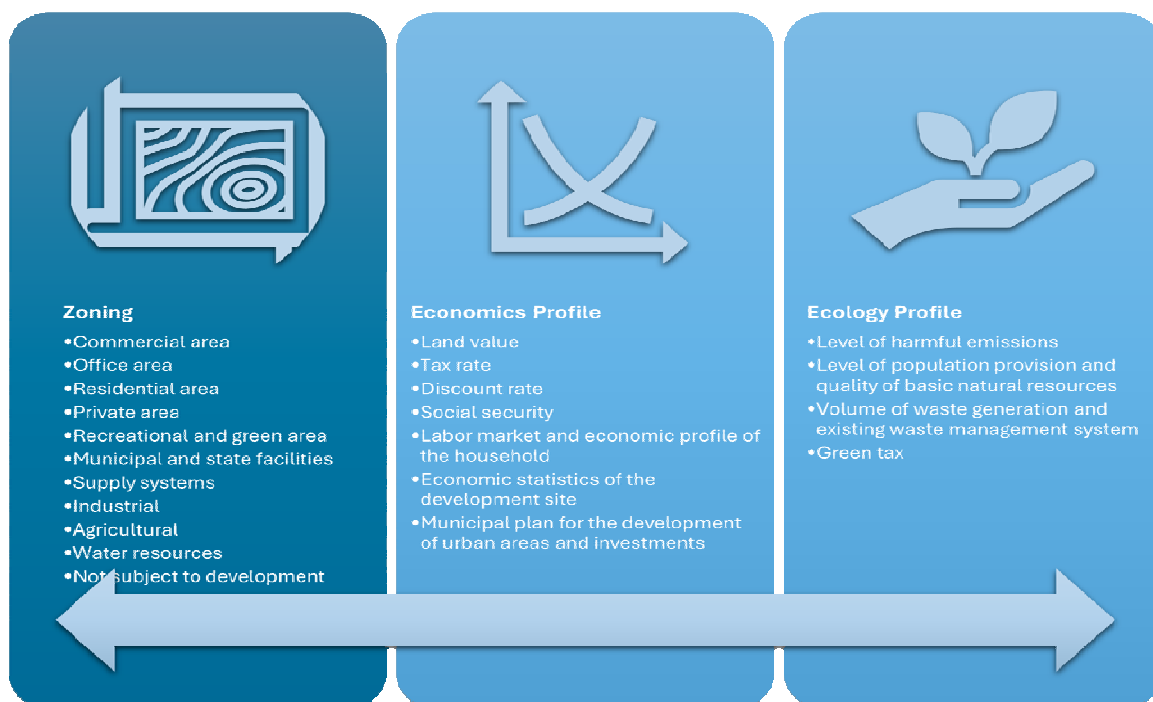 Zoning
•Commercial area
•Office area
•Residential area
•Private area
•Recreational and green area
•Municipal and state facilities
•Supply systems
•Industrial
•Agricultural
•Water resources
•Not subject to development
Economics Profile
•Land value
•Tax rate
•Discount rate
•Social security
•Labor market and economic profile of
the household
•Economic statistics of the
development site
•Municipal plan for the development
of urban areas and investments
Ecology Profile
•Level of harmful emissions
•Level of population provision and
quality of basic natural resources
•Volume of waste generation and
existing waste management system
•Green tax